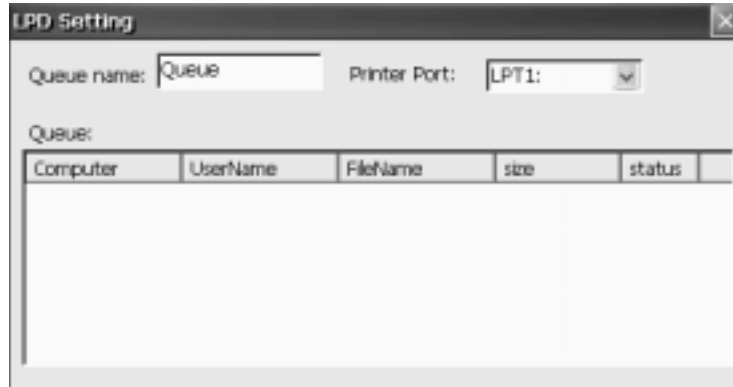 LPD Setting
Queue name: Queue Printer Port: LPT1:
Queue:
Computer UserName FileName size status